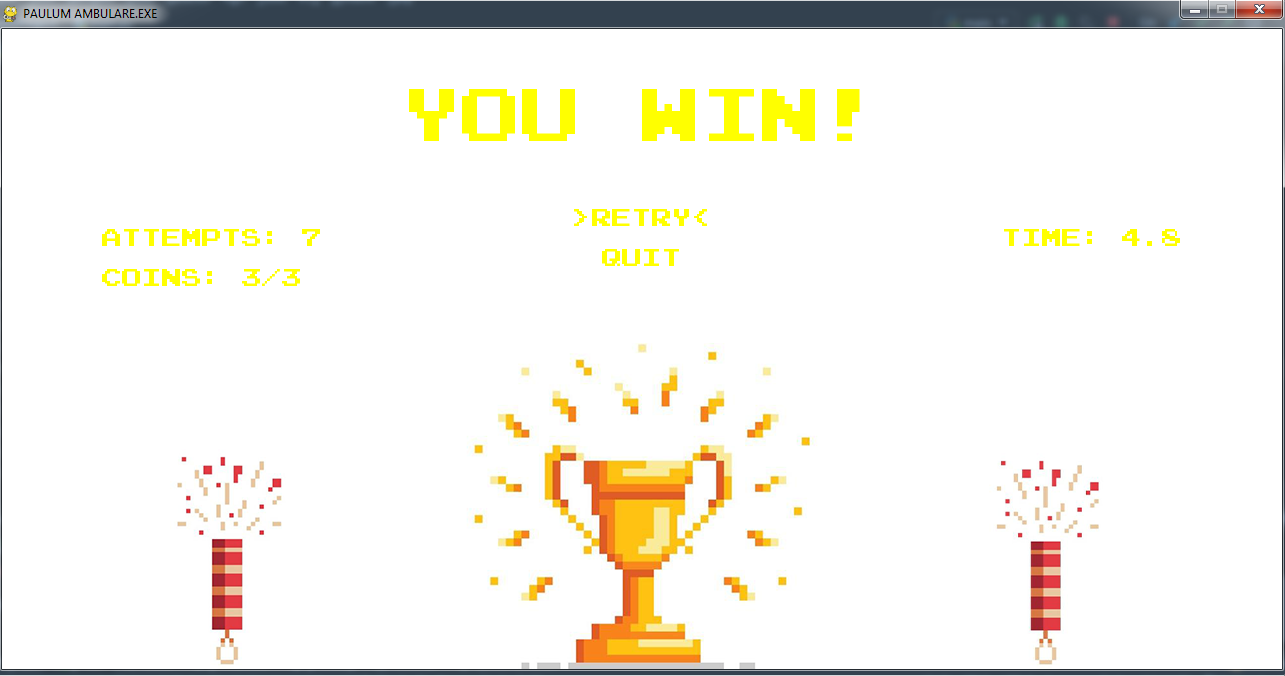 PAULUM AMBULARE.EXE
YOU WIN!
ATTEMPTS: 7
COINS: 3/3
>RETRY<
QUIT
TIME: 4.8